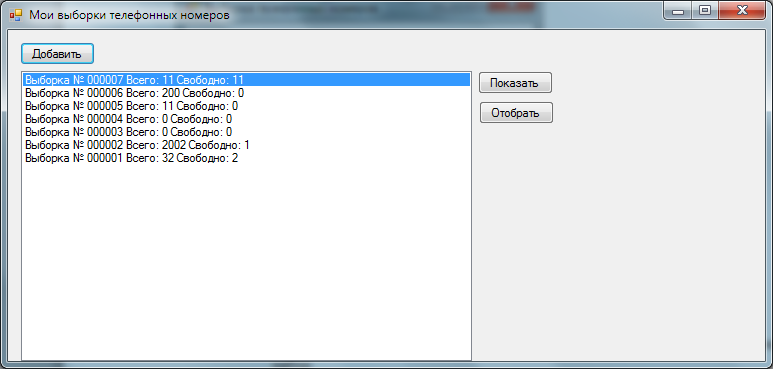 Мои выборки телефонных номеров
Добавить
Выборка № 000007 Всего: 11 Свободно: 11
Выборка № 000006 Всего: 200 Свободно: 0
Выборка № 000005 Всего: 11 Свободно: 0
Выборка № 000004 Всего: 0 Свободно: 0
Выборка № 000003 Всего: 0 Свободно: 0
Выборка № 000002 Всего: 2002 Свободно: 1
Выборка № 000001 Всего: 32 Свободно: 2
Показать
Отобрать